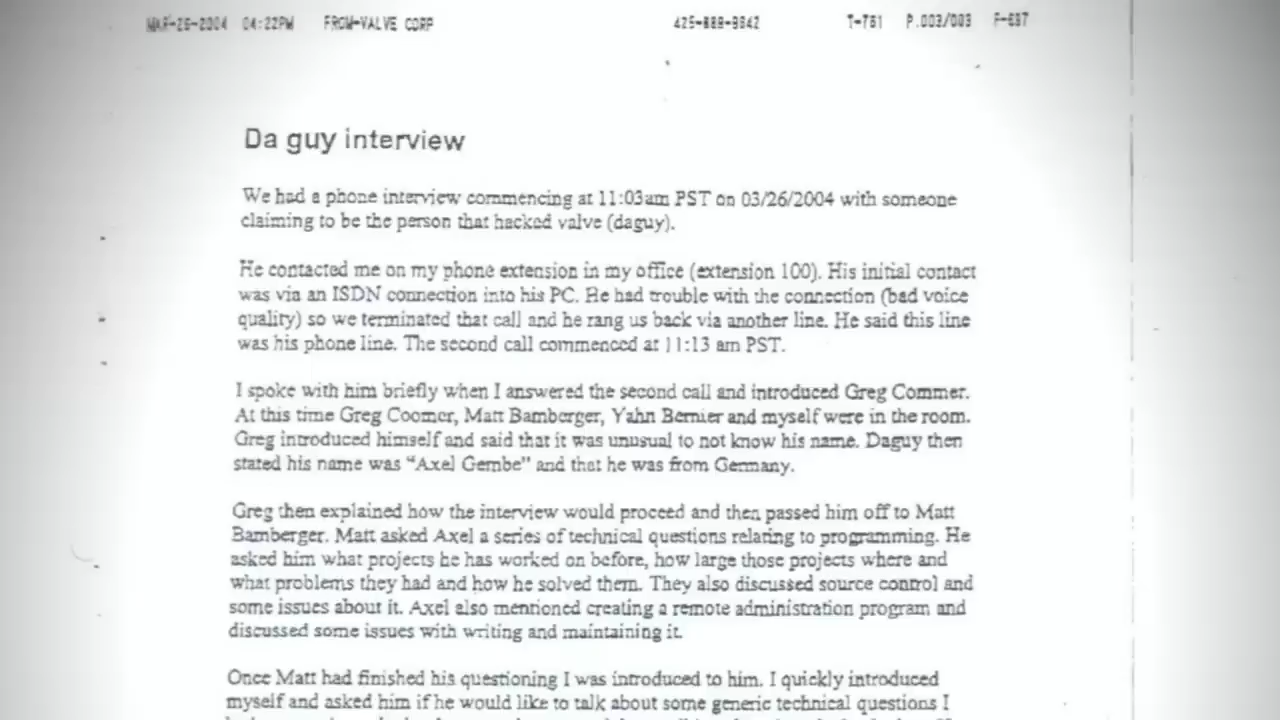 MAR-26-2004 04:22PM FROM-VALVE CORP 425-889-9642 T-761 P.003/003 F-697
Da guy interview
We had a phone interview commencing at 11:03am PST on 03/26/2004 with someone
claiming to be the person that hacked valve (daguy).
He contacted me on my phone extension in my office (extension 100). His initial contact
was via an ISDN connection into his PC. He had trouble with the connection (bad voice
quality) so we terminated that call and he rang us back via another line. He said this line
was his phone line. The second call commenced at 11:13 am PST.
I spoke with him briefly when I answered the second call and introduced Greg Commer.
At this time Greg Coomer, Matt Bamberger, Yahn Bernier and myself were in the room.
Greg introduced himself and said that it was unusual to not know his name. Daguy then
stated his name was "Axel Gembe" and that he was from Germany.
Greg then explained how the interview would proceed and then passed him off to Matt
Bamberger. Matt asked Axel a series of technical questions relating to programming. He
asked him what projects he has worked on before, how large those projects where and
what problems they had and how he solved them. They also discussed source control and
some issues about it. Axel also mentioned creating a remote administration program and
discussed some issues with writing and maintaining it.
Once Matt had finished his questioning I was introduced to him. I quickly introduced
myself and asked him if he would like to talk about some generic technical questions I